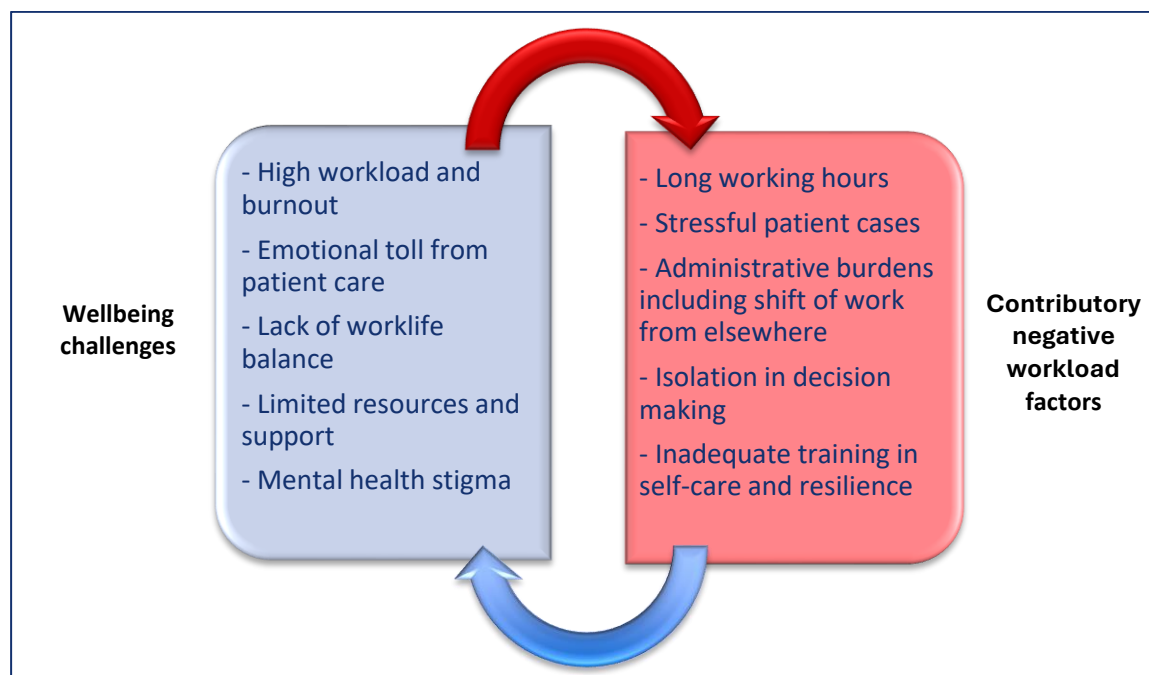 Wellbeing
challenges
- High workload and
burnout
- Emotional toll from
patient care
- Lack of worklife
balance
- Limited resources and
support
- Mental health stigma
- Long working hours
- Stressful patient cases
- Administrative burdens
including shift of work
from elsewhere
- Isolation in decision
making
- Inadequate training in
self-care and resilience
Contributory
negative
workload
factors